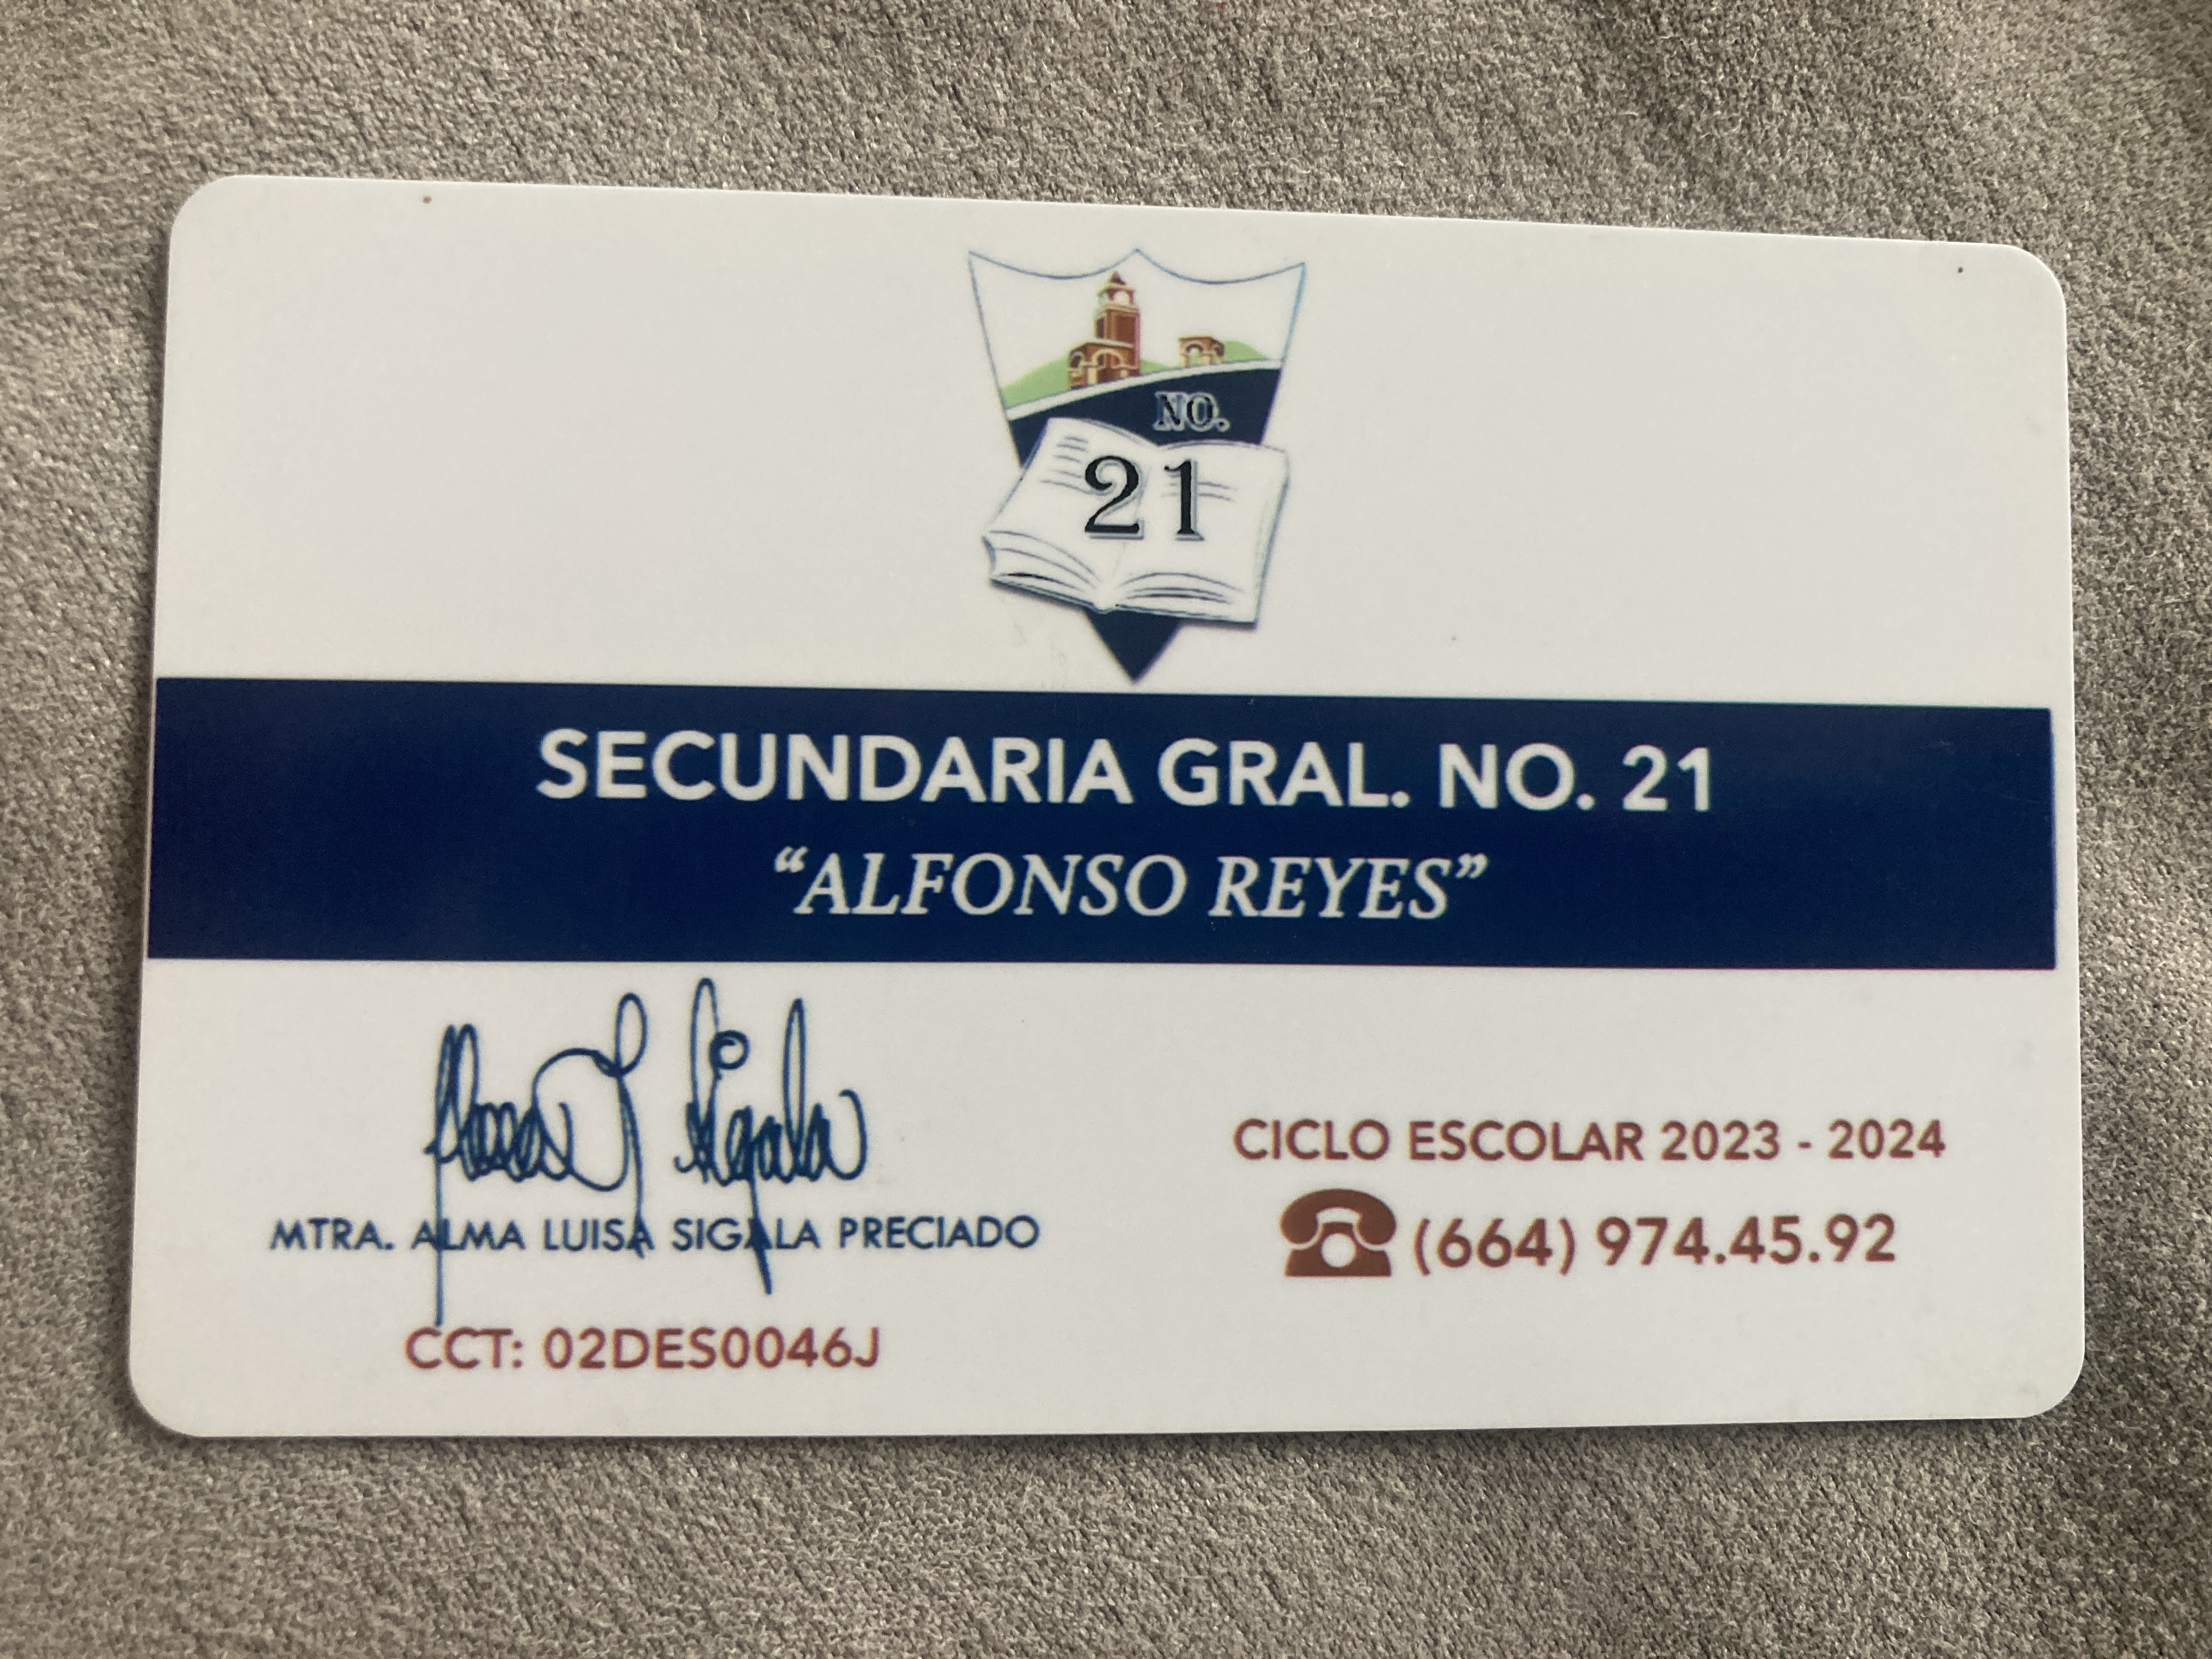 NO.
21
SECUNDARIA GRAL. NO. 21
“ALFONSO REYES”
Sigala
MTRA. ALMA LUISA SIGALA PRECIADO
CCT: 02DES0046J
CICLO ESCOLAR 2023 - 2024
(664) 974.45.92